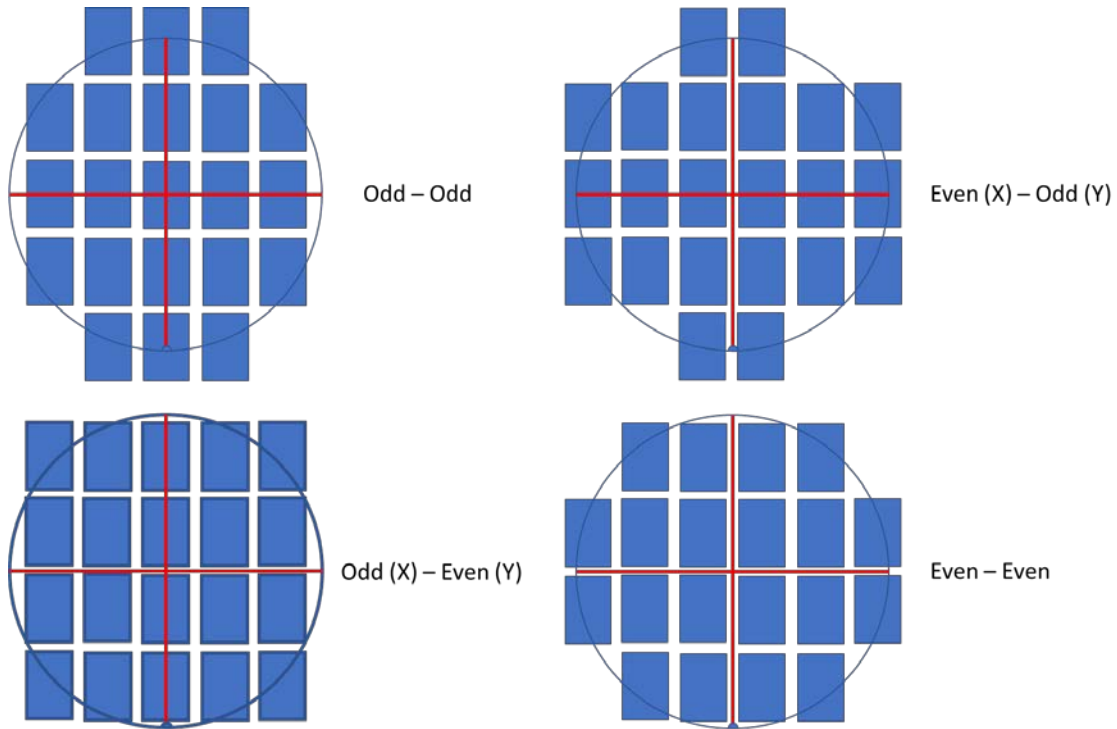 Odd – Odd
Even (X) – Odd (Y)
Odd (X) – Even (Y)
Even – Even